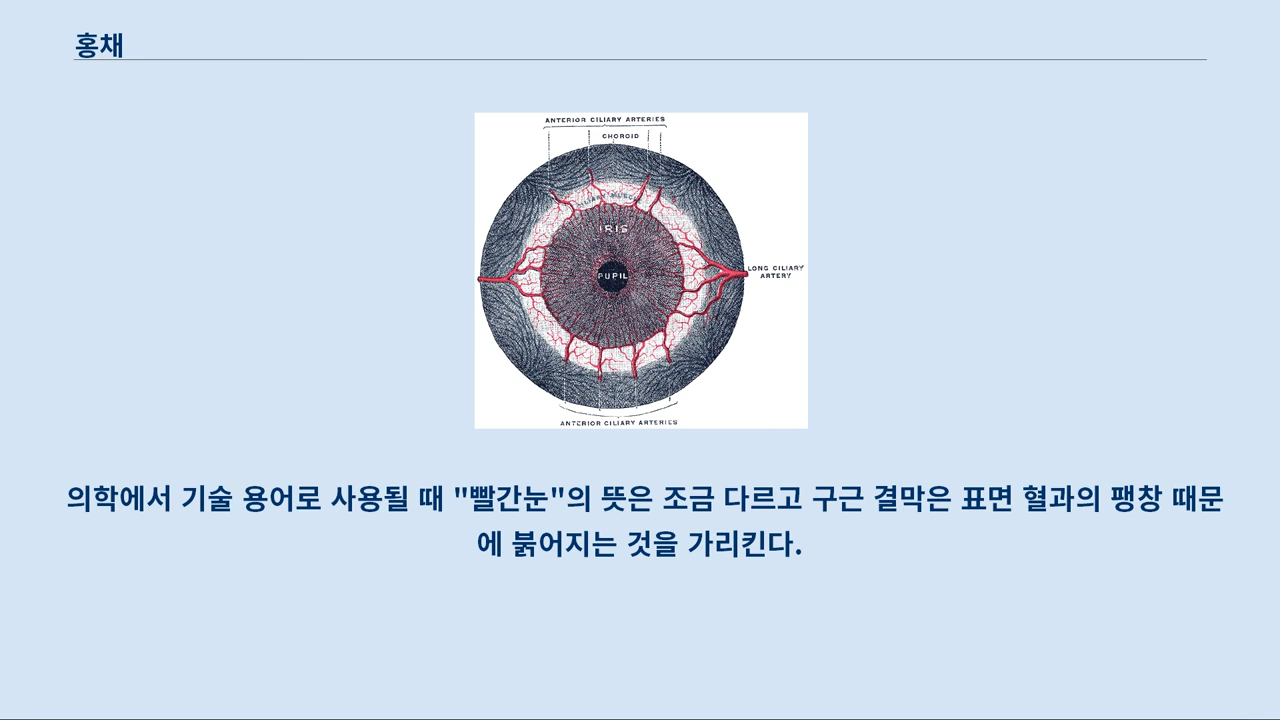 홍채
ANTERIOR CILIARY ARTERIES
CHOROID
IRIS
PUPIL
LONG CILIARY
ARTERY
ANTERIOR CILIARY ARTERIES
의학에서 기술 용어로 사용될 때 "빨간눈"의 뜻은 조금 다르고 구근 결막은 표면 혈과의 팽창 때문
에 붉어지는 것을 가리킨다.